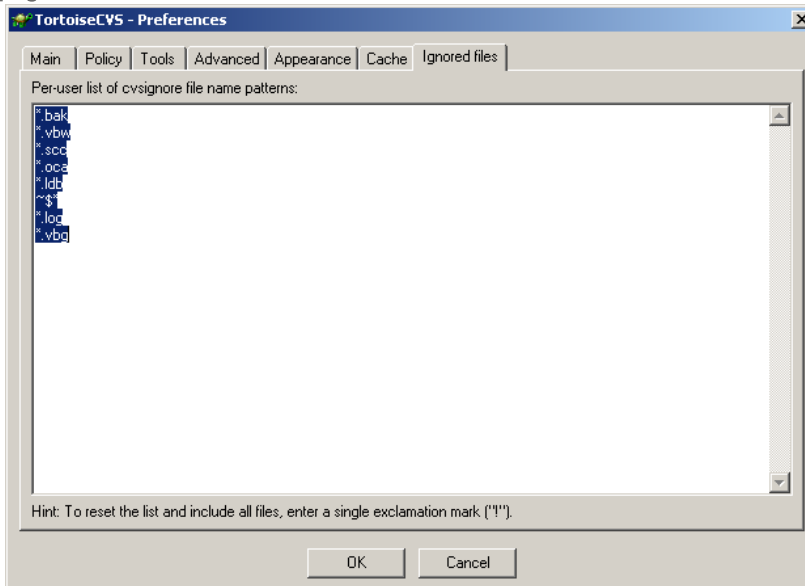 TortoiseCVS - Preferences
Main Policy Tools Advanced Appearance Cache Ignored files
Per-user list of cvsignore file name patterns:
*.bak
*.vbw
*.scc
*.oca
*.ldb
~$*
*.log
*.vbg
Hint: To reset the list and include all files, enter a single exclamation mark ("!").
OK Cancel